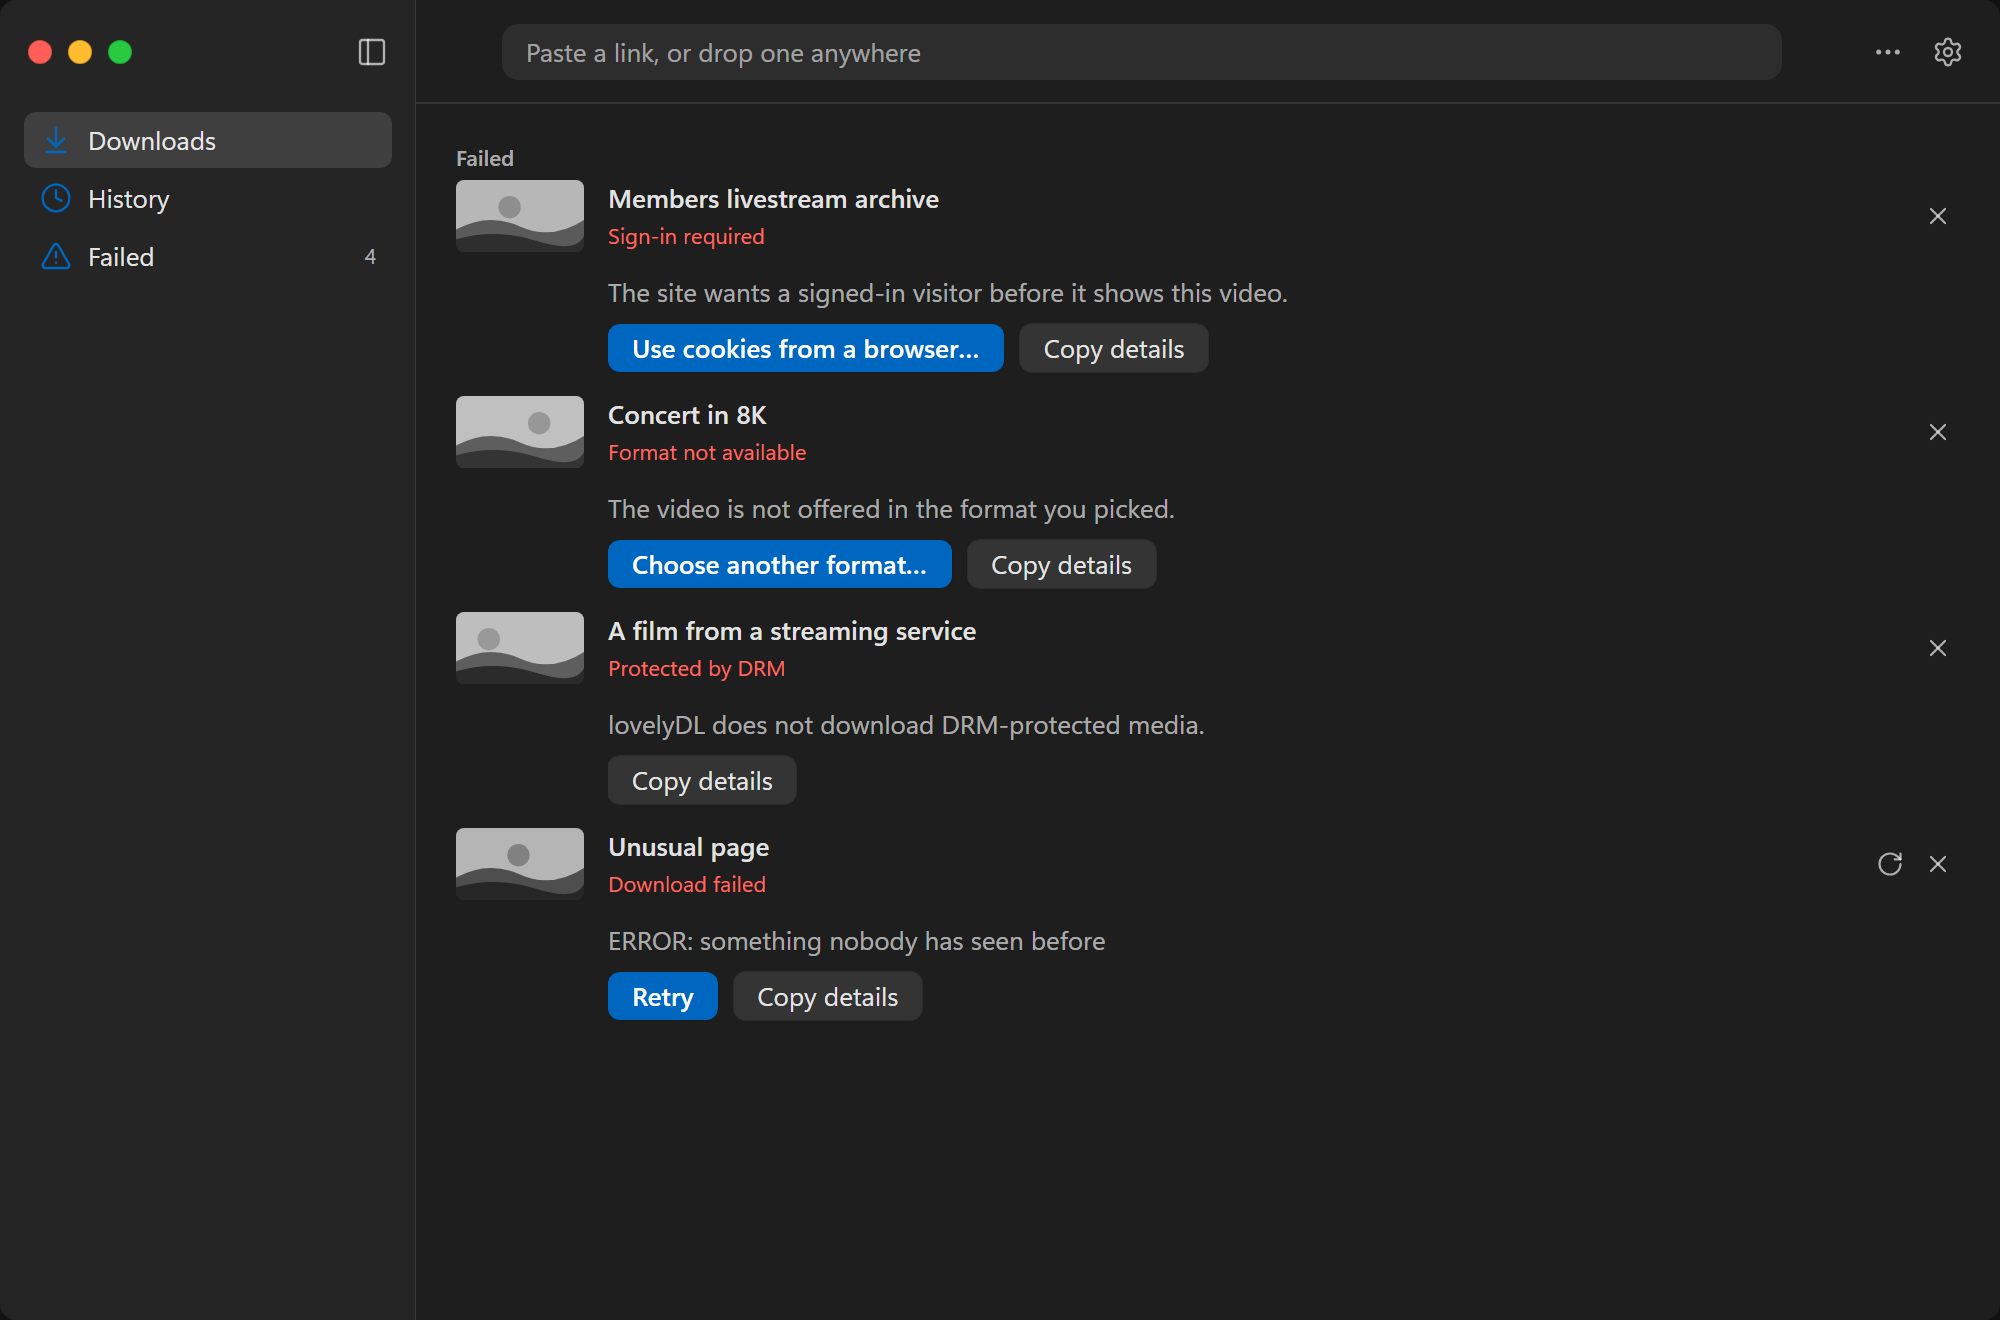 Paste a link, or drop one anywhere
Downloads
History
Failed 4
Failed
Members livestream archive
Sign-in required
The site wants a signed-in visitor before it shows this video.
Use cookies from a browser... Copy details
Concert in 8K
Format not available
The video is not offered in the format you picked.
Choose another format... Copy details
A film from a streaming service
Protected by DRM
lovelyDL does not download DRM-protected media.
Copy details
Unusual page
Download failed
ERROR: something nobody has seen before
Retry Copy details